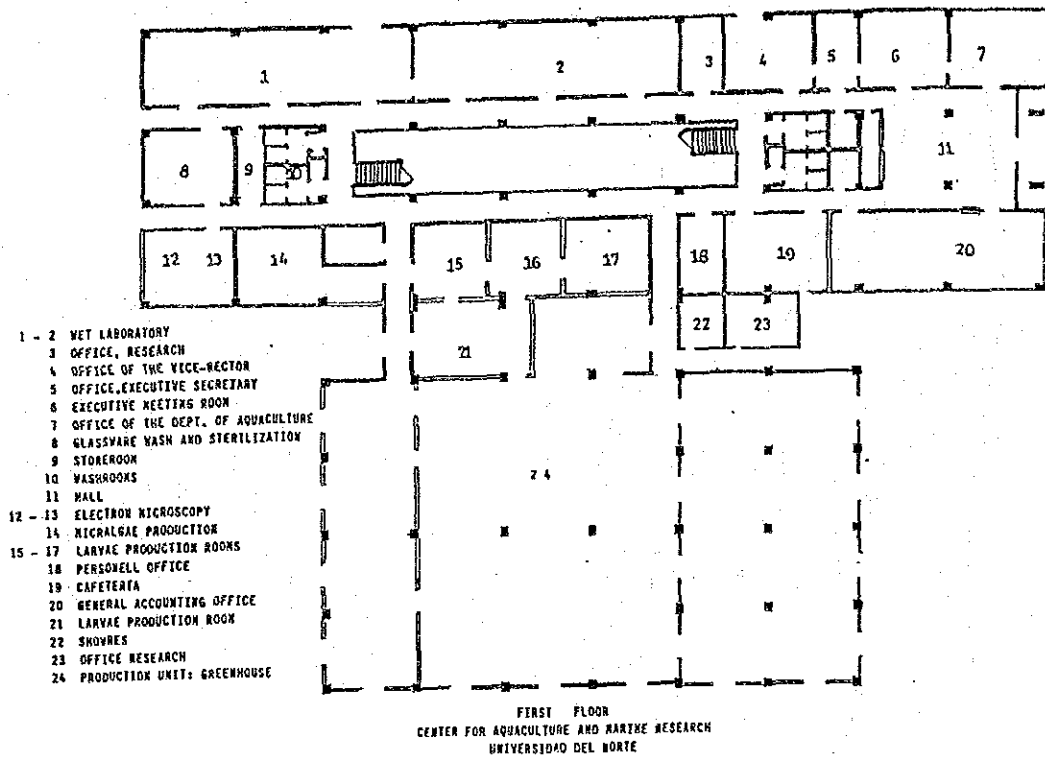 1 2 3 4 5 6 7
8 9 10 11
12 13 14 15 16 17 18 19 20
21 22 23
24
1 - 2 WET LABORATORY
3 OFFICE, RESEARCH
4 OFFICE OF THE VICE-RECTOR
5 OFFICE, EXECUTIVE SECRETARY
6 EXECUTIVE MEETING ROOM
7 OFFICE OF THE DEPT. OF AQUACULTURE
8 GLASSWARE WASH AND STERILIZATION
9 STOREROOM
10 WASHROOMS
11 HALL
12 - 13 ELECTRON MICROSCOPY
14 MICRALGAE PRODUCTION
15 - 17 LARVAE PRODUCTION ROOMS
18 PERSONELL OFFICE
19 CAFETERIA
20 GENERAL ACCOUNTING OFFICE
21 LARVAE PRODUCTION ROOM
22 SHOWRES
23 OFFICE RESEARCH
24 PRODUCTION UNIT: GREENHOUSE
FIRST FLOOR
CENTER FOR AQUACULTURE AND MARINE RESEARCH
UNIVERSIDAD DEL NORTE